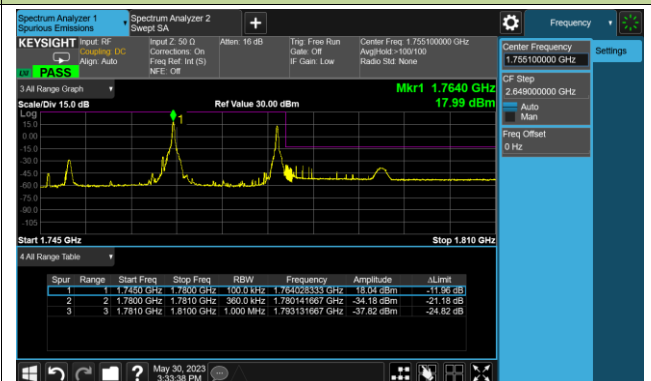 Spectrum Analyzer 1
Spurious Emissions
Spectrum Analyzer 2
Swept SA
+
Frequency
KEYSIGHT
Input: RF
Coupling: DC
Align: Auto
Input Z: 50 Ω
Corrections: On
Freq Ref: Int (S)
NFE: Off
Atten: 16 dB
Trig: Free Run
Gate: Off
IF Gain: Low
Center Freq: 1.755100000 GHz
Avg|Hold:>100/100
Radio Std: None
LXI
PASS
Center Frequency
1.755100000 GHz
Settings
CF Step
2.649000000 GHz
Auto
Man
Freq Offset
0 Hz
3 All Range Graph
Mkr1 1.7640 GHz
17.99 dBm
Scale/Div 15.0 dB
Ref Value 30.00 dBm
Log
1
15.0
0.00
-15.0
-30.0
-45.0
-60.0
-75.0
-90.0
-105
Start 1.745 GHz
Stop 1.810 GHz
4 All Range Table
Spur Range Start Freq Stop Freq RBW Frequency Amplitude ΔLimit
1 1 1.7450 GHz 1.7800 GHz 100.0 kHz 1.764028333 GHz 18.04 dBm -11.96 dB
2 2 1.7800 GHz 1.7810 GHz 360.0 kHz 1.780141667 GHz -34.18 dBm -21.18 dB
3 3 1.7810 GHz 1.8100 GHz 1.000 MHz 1.793131667 GHz -37.82 dBm -24.82 dB
?
May 30, 2023
3:33:38 PM